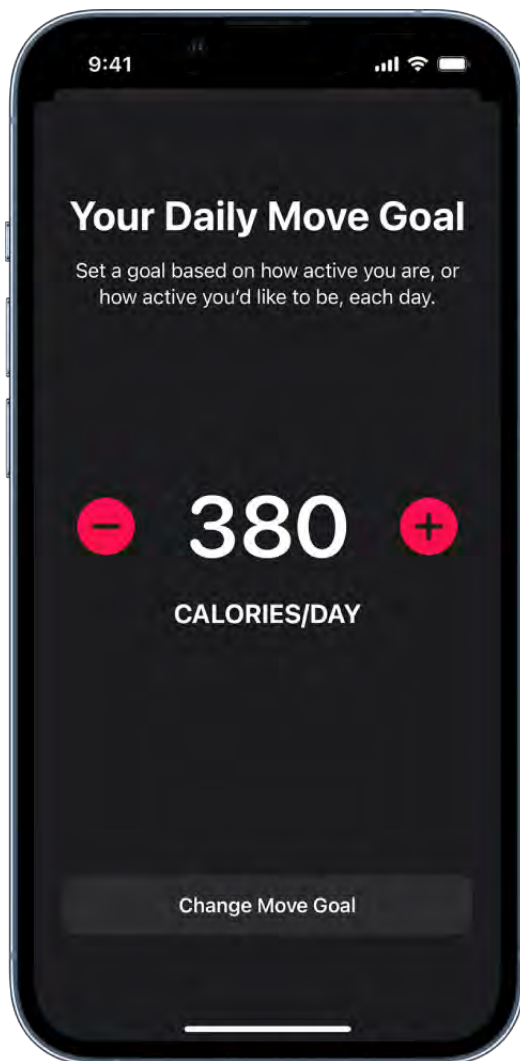 9:41
Your Daily Move Goal
Set a goal based on how active you are, or
how active you’d like to be, each day.
380
CALORIES/DAY
Change Move Goal